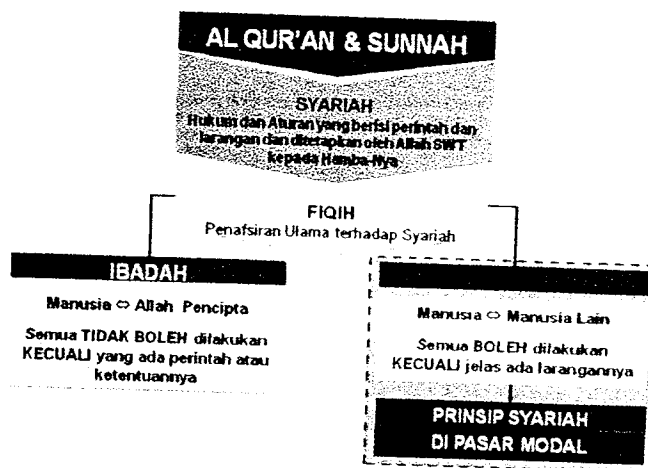 AL QUR'AN & SUNNAH
SYARIAH
Hukum dan Aturan yang berisi perintah dan
larangan dan ditetapkan oleh Allah SWT
kepada Hamba-Nya
FIQIH
Penafsiran Ulama terhadap Syariah
IBADAH
Manusia ⇔ Allah Pencipta
Semua TIDAK BOLEH dilakukan
KECUALI yang ada perintah atau
ketentuannya
Manusia ⇔ Manusia Lain
Semua BOLEH dilakukan
KECUALI jelas ada larangannya
PRINSIP SYARIAH
DI PASAR MODAL